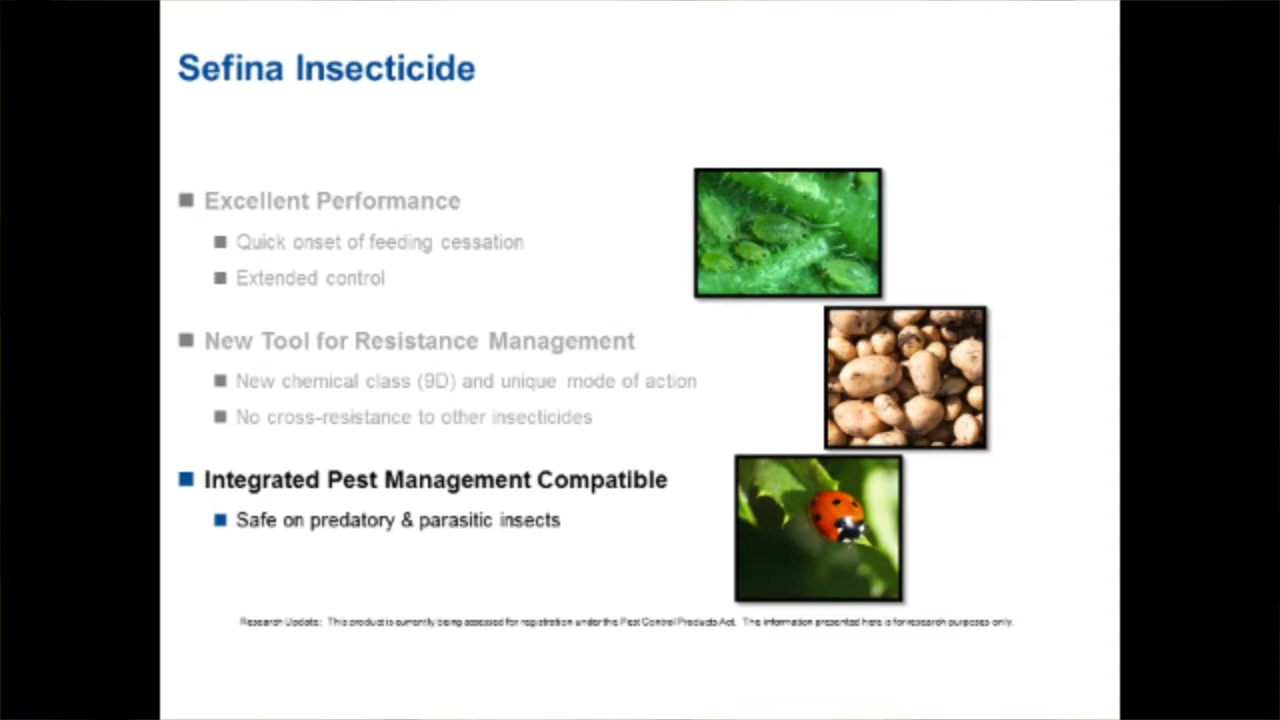 Sefina Insecticide
Excellent Performance
Quick onset of feeding cessation
Extended control
New Tool for Resistance Management
New chemical class (9D) and unique mode of action
No cross-resistance to other insecticides
Integrated Pest Management Compatible
Safe on predatory & parasitic insects
Research Update: This product is currently being assessed for registration under the Pest Control Products Act. The information presented here is for research purposes only.